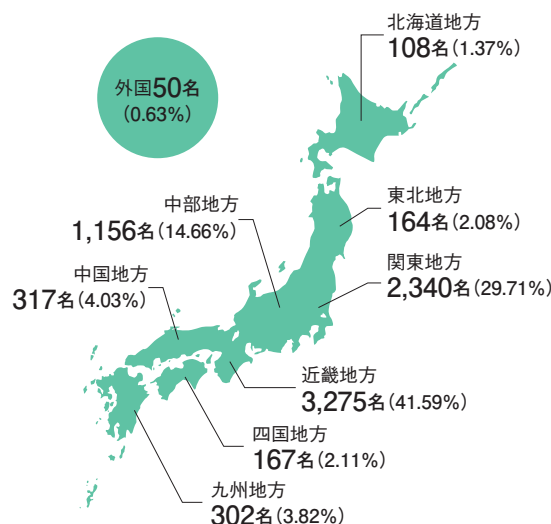 北海道地方
108名(1.37%)
外国50名
(0.63%)
東北地方
164名(2.08%)
中部地方
1,156名(14.66%)
関東地方
2,340名(29.71%)
中国地方
317名(4.03%)
近畿地方
3,275名(41.59%)
四国地方
167名(2.11%)
九州地方
302名(3.82%)